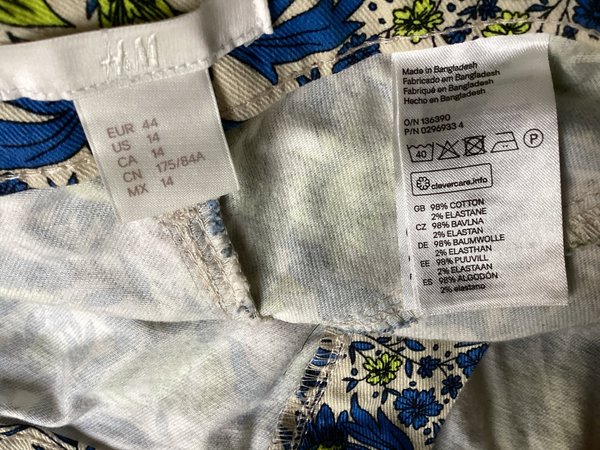 H&M
EUR 44
US 14
CA 14
CN 175/84A
MX 14
Made in Bangladesh
Fabricado em Bangladesh
Fabriqué en Bangladesh
Hecho en Bangladesh
O/N 136390
P/N 0296933 4
40
P
clevercare.info
GB 98% COTTON
2% ELASTANE
CZ 98% BAVLNA
2% ELASTAN
DE 98% BAUMWOLLE
2% ELASTHAN
EE 98% PUUVILL
2% ELASTAAN
ES 98% ALGODÓN
2% elastano